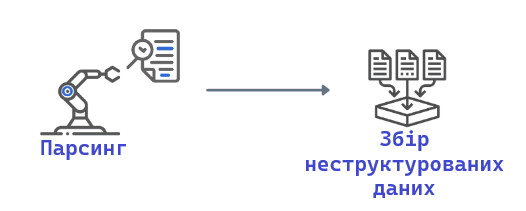 Парсинг
Збір
неструктурованих
даних